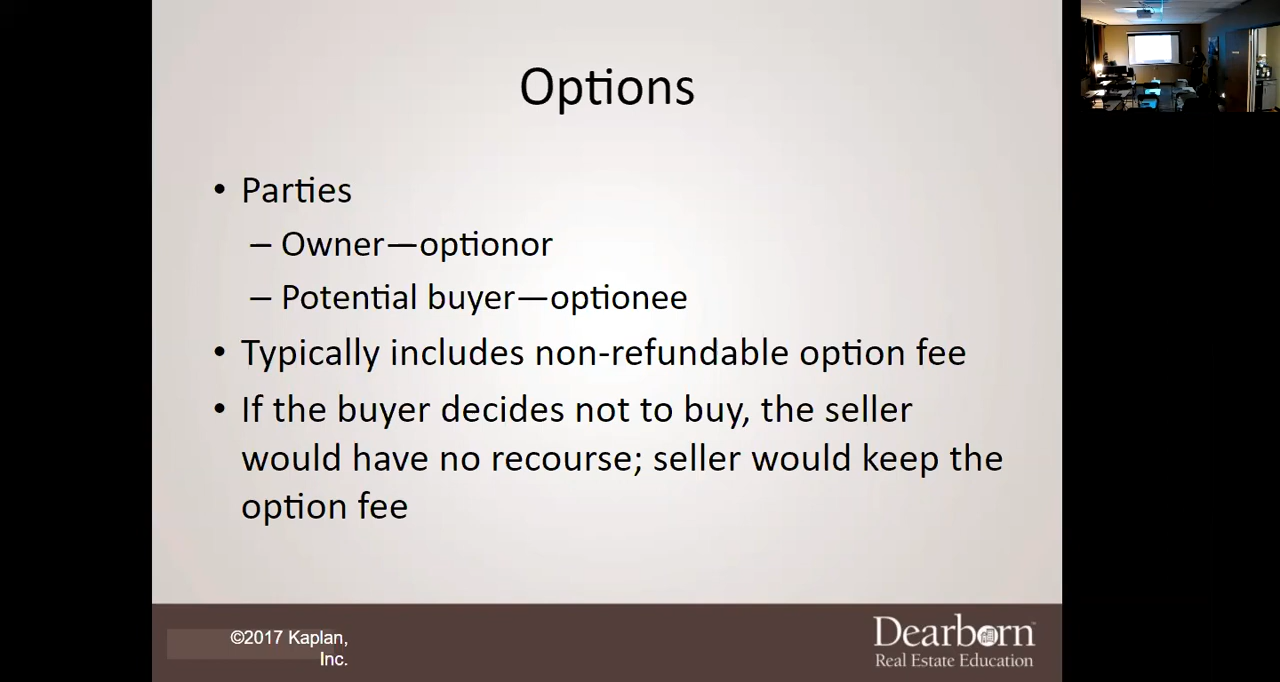 Options
• Parties
– Owner—optionor
– Potential buyer—optionee
• Typically includes non-refundable option fee
• If the buyer decides not to buy, the seller
would have no recourse; seller would keep the
option fee
©2017 Kaplan,
Inc.
Dearborn™
Real Estate Education